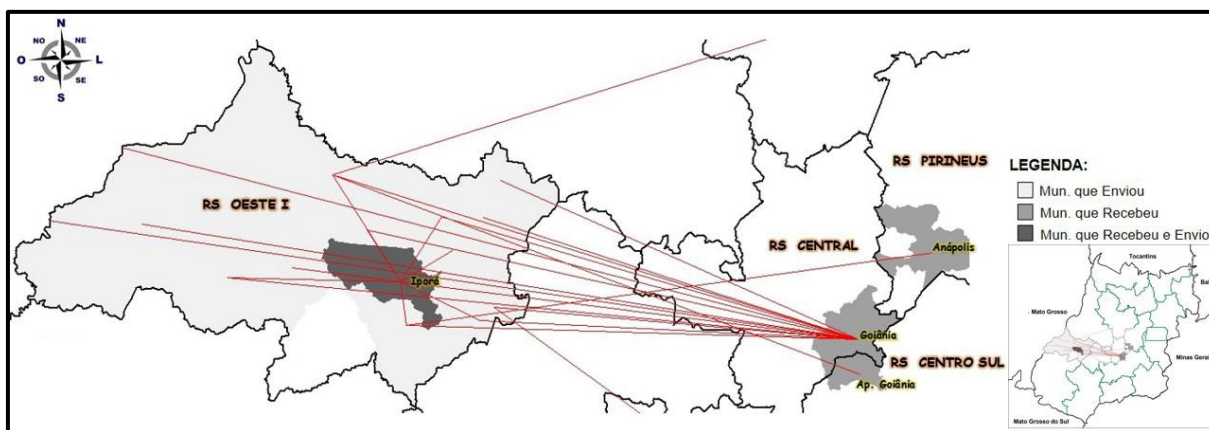 N
NO NE
O L
SO SE
S
RS OESTE I
Iporá
RS CENTRAL
RS PIRINEUS
Anápolis
Goiânia
RS CENTRO SUL
Ap. Goiânia
LEGENDA:
Mun. que Enviou
Mun. que Recebeu
Mun. que Recebeu e Envio
Tocantins
Mato Grosso
Minas Gerai
Mato Grosso do Sul